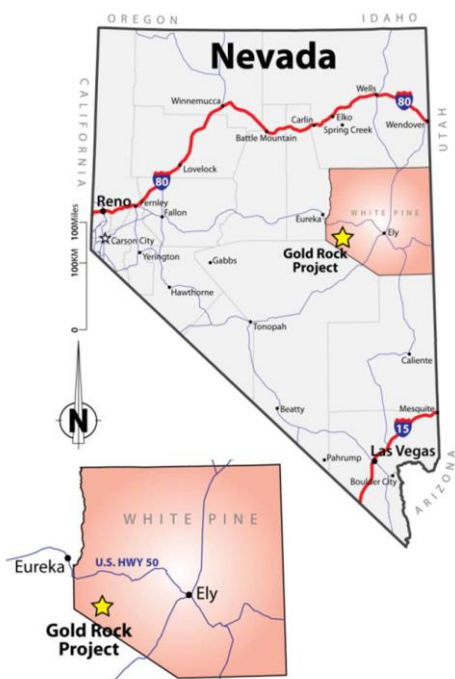 OREGON
IDAHO
Nevada
CALIFORNIA
UTAH
Winnemucca
Wells
80
Carlin
Elko
Wendover
Battle Mountain
Spring Creek
Lovelock
80
Reno
Fernley
Fallon
Eureka
WHITE PINE
Ely
Carson City
Gold Rock
Project
Yerington
Gabbs
100Miles
100KM
0
Hawthorne
Tonopah
Caliente
N
Beatty
Mesquite
15
Pahrump
Las Vegas
Boulder City
ARIZONA
WHITE PINE
Eureka
U.S. HWY 50
Ely
Gold Rock
Project